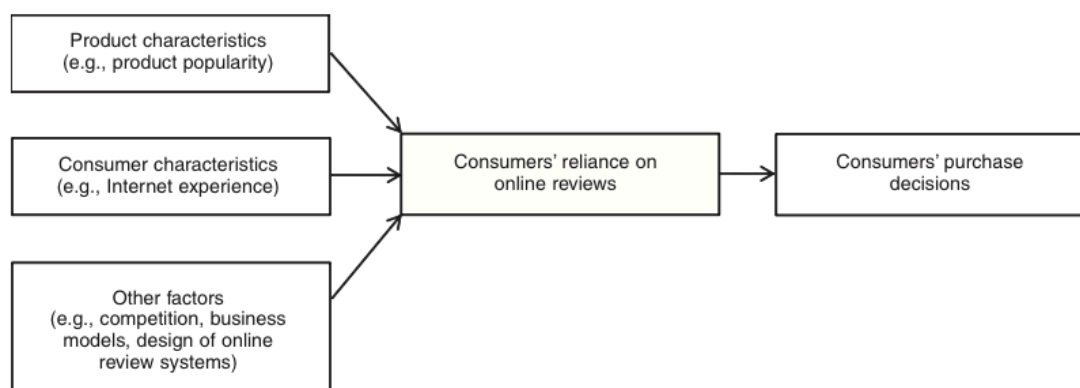 Product characteristics
(e.g., product popularity)
Consumer characteristics
(e.g., Internet experience)
Other factors
(e.g., competition, business
models, design of online
review systems)
Consumers’ reliance on
online reviews
Consumers’ purchase
decisions